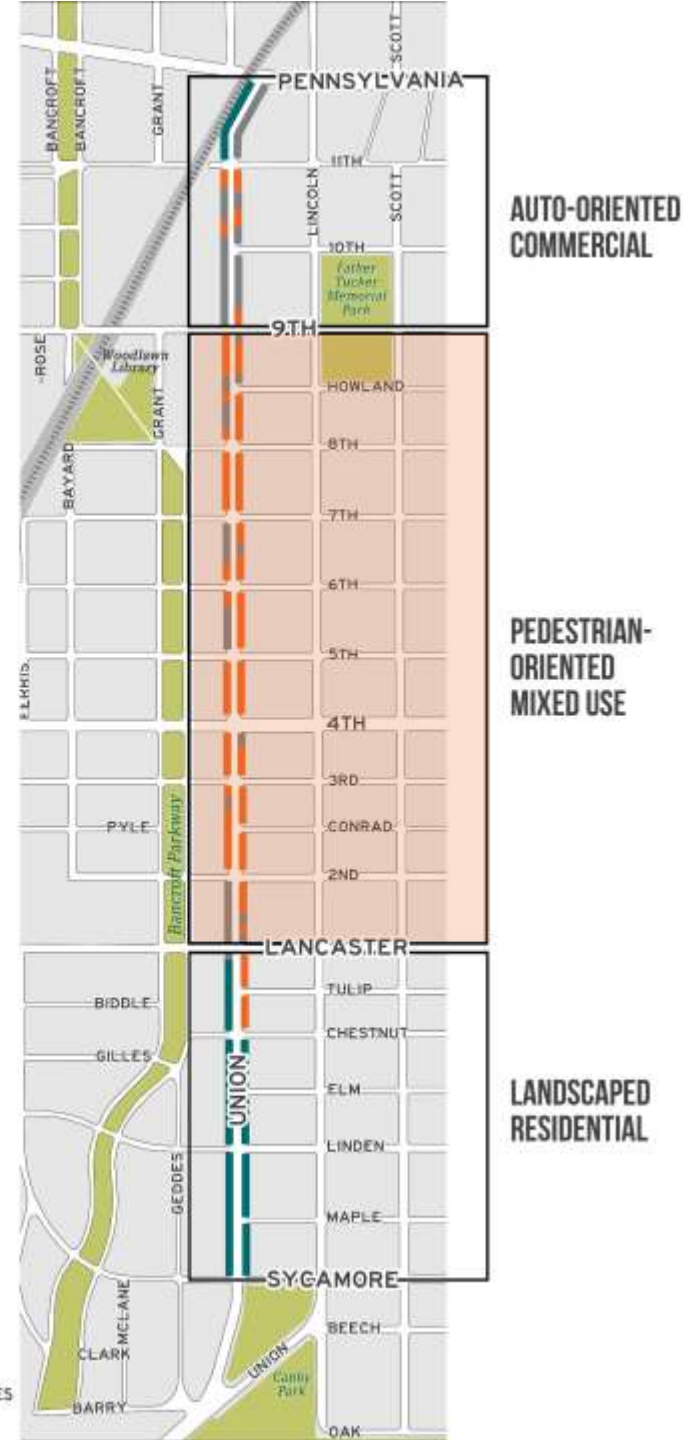 SCOTT
PENNSYLVANIA
BANCROFT
BANCROFT
GRANT
11TH
LINCOLN
SCOTT
AUTO-ORIENTED
COMMERCIAL
10TH
Father
Tucker
Memorial
Park
9TH
ROSE
Woodlawn
Library
HOWLAND
GRANT
8TH
BAYARD
7TH
6TH
5TH
PEDESTRIAN-
ORIENTED
MIXED USE
4TH
3RD
Bancroft Parkway
PYLE
CONRAD
2ND
LANCASTER
TULIP
BIDDLE
CHESTNUT
GILLES
UNION
ELM
LANDSCAPED
RESIDENTIAL
LINDEN
GEDDES
MAPLE
SYCAMORE
MCLANE
BEECH
CLARK
UNION
Canby
Park
ES
BARRY
OAK